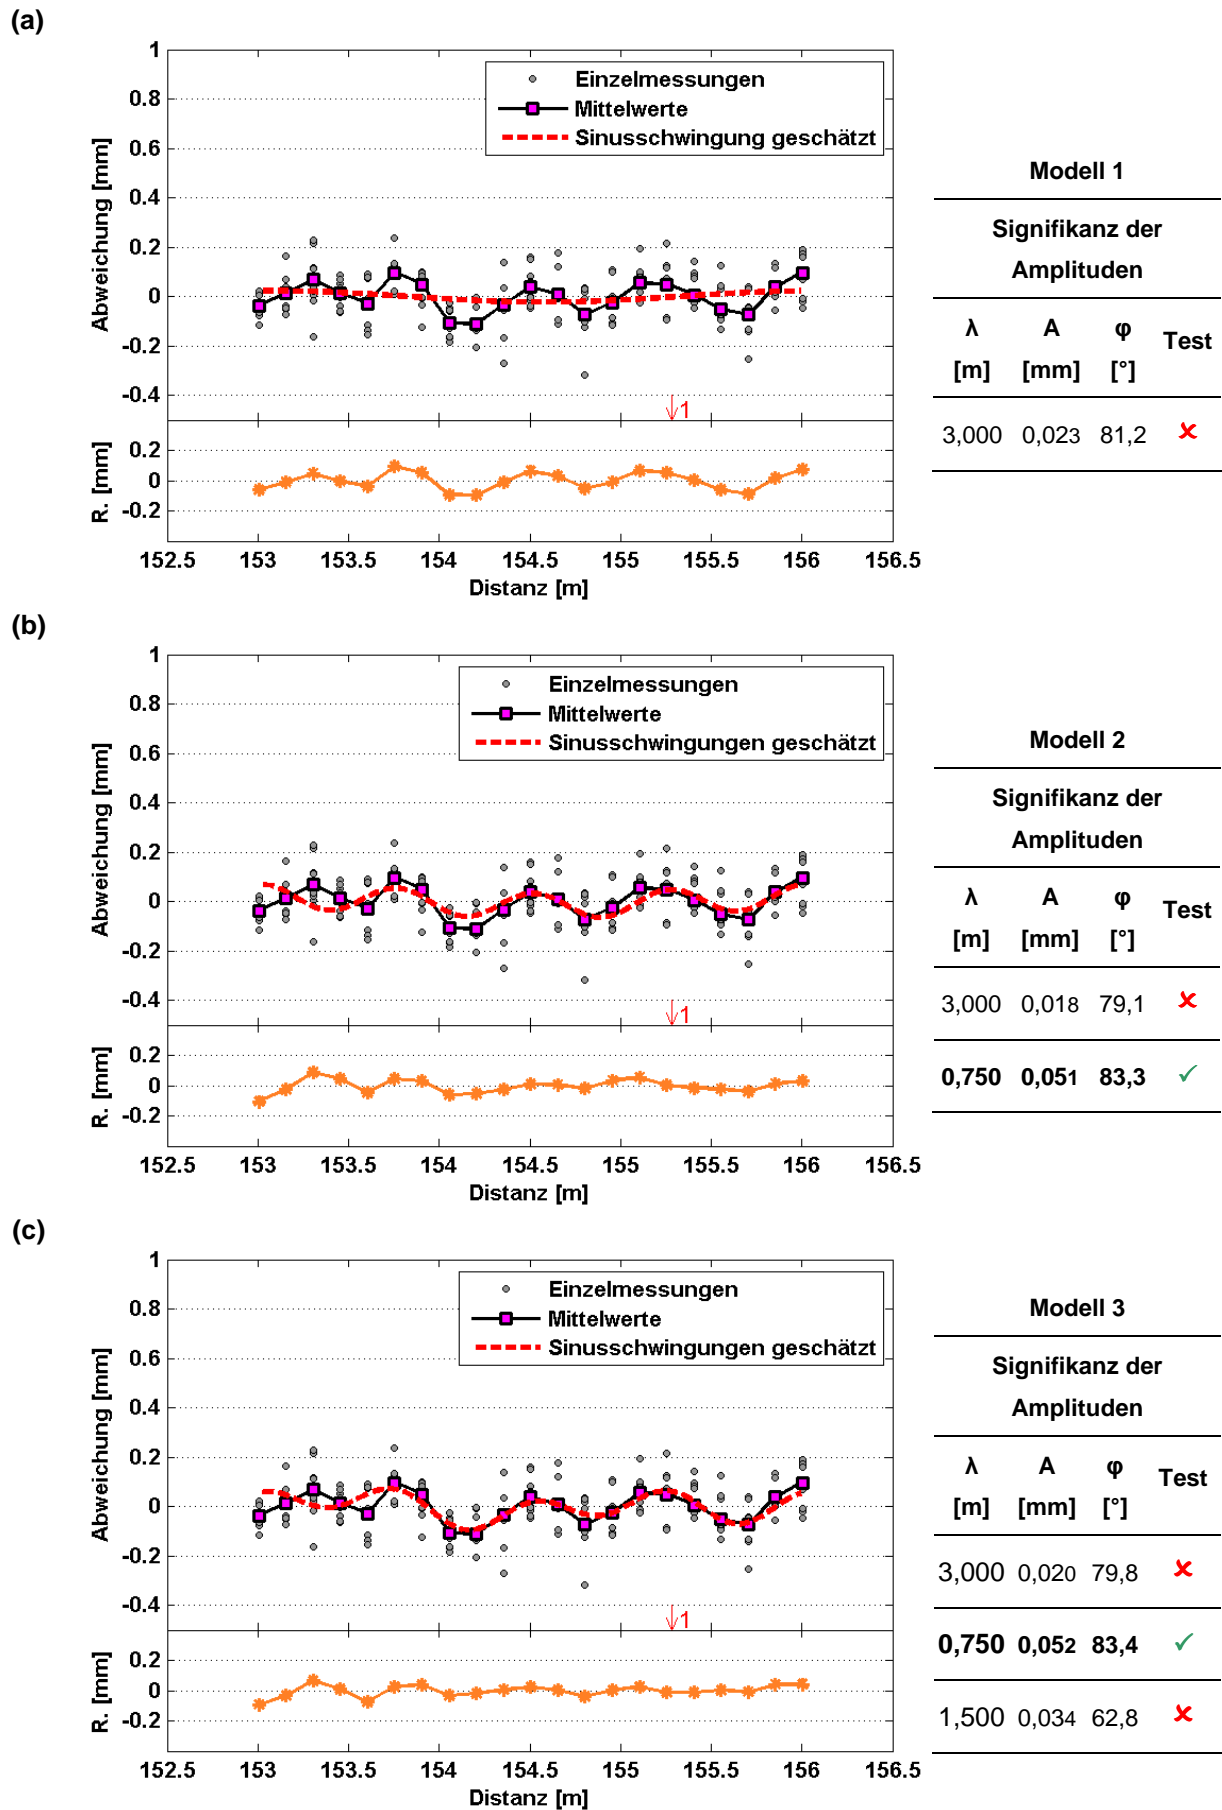 (a)
1
0.8
0.6
0.4
0.2
0
-0.2
-0.4
Abweichung [mm]
Einzelmessungen
Mittelwerte
Sinusschwingung geschätzt
1
0.2
0
-0.2
R. [mm]
152.5 153 153.5 154 154.5 155 155.5 156 156.5
Distanz [m]
Modell 1
Signifikanz der
Amplituden
λ A φ Test
[m] [mm] [°]
3,000 0,023 81,2 ✘
(b)
1
0.8
0.6
0.4
0.2
0
-0.2
-0.4
Abweichung [mm]
Einzelmessungen
Mittelwerte
Sinusschwingungen geschätzt
1
0.2
0
-0.2
R. [mm]
152.5 153 153.5 154 154.5 155 155.5 156 156.5
Distanz [m]
Modell 2
Signifikanz der
Amplituden
λ A φ Test
[m] [mm] [°]
3,000 0,018 79,1 ✘
0,750 0,051 83,3 ✓
(c)
1
0.8
0.6
0.4
0.2
0
-0.2
-0.4
Abweichung [mm]
Einzelmessungen
Mittelwerte
Sinusschwingungen geschätzt
1
0.2
0
-0.2
R. [mm]
152.5 153 153.5 154 154.5 155 155.5 156 156.5
Distanz [m]
Modell 3
Signifikanz der
Amplituden
λ A φ Test
[m] [mm] [°]
3,000 0,020 79,8 ✘
0,750 0,052 83,4 ✓
1,500 0,034 62,8 ✘